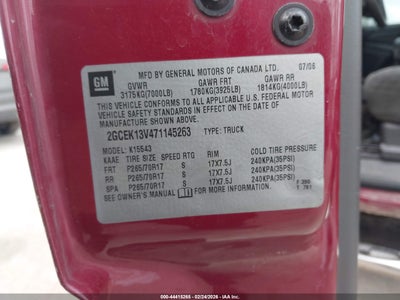 GM
MFD BY GENERAL MOTORS OF CANADA LTD. 07/06
GVWR GAWR FRT GAWR RR
3175KG(7000LB) 1780KG(3925LB) 1814KG(4000LB)
THIS VEHICLE CONFORMS TO ALL APPLICABLE U.S. FEDERAL MOTOR
VEHICLE SAFETY STANDARDS IN EFFECT ON THE DATE OF
MANUFACTURE SHOWN ABOVE.
2GCEK13V471145263 TYPE: TRUCK
MODEL: K15543
KAAE TIRE SIZE SPEED RTG RIM COLD TIRE PRESSURE
FRT P265/70R17 S 17X7.5J 240KPA(35PSI)
RR P265/70R17 S 17X7.5J 240KPA(35PSI)
SPA P265/70R17 S 17X7.5J 240KPA(35PSI)
SEE OWNER'S MANUAL FOR ADDITIONAL INFORMATION
000-44415265 - 02/24/2026 - IAAI COPYRIGHT